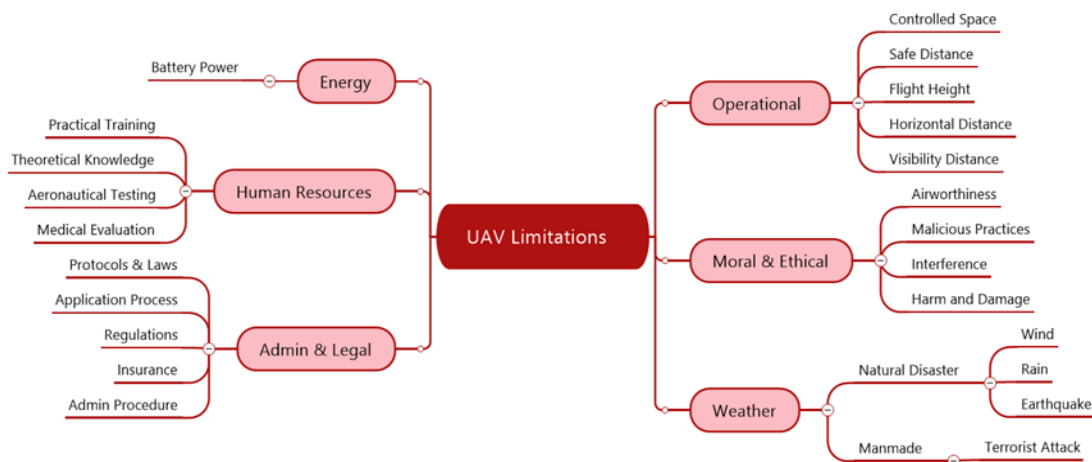 UAV Limitations
Energy
Battery Power
Human Resources
Practical Training
Theoretical Knowledge
Aeronautical Testing
Medical Evaluation
Admin & Legal
Protocols & Laws
Application Process
Regulations
Insurance
Admin Procedure
Operational
Controlled Space
Safe Distance
Flight Height
Horizontal Distance
Visibility Distance
Moral & Ethical
Airworthiness
Malicious Practices
Interference
Harm and Damage
Weather
Natural Disaster
Wind
Rain
Earthquake
Manmade
Terrorist Attack